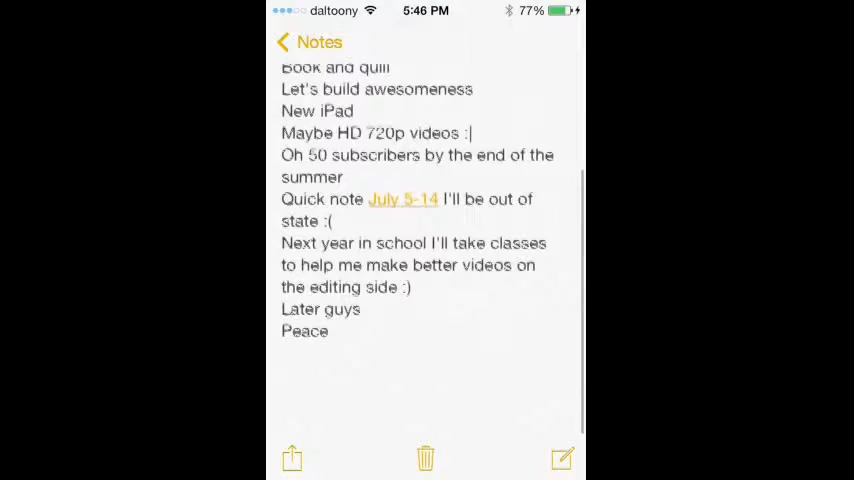 daltoony 5:46 PM 77%
Notes
Book and quill
Let's build awesomeness
New iPad
Maybe HD 720p videos :|
Oh 50 subscribers by the end of the
summer
Quick note July 5-14 I'll be out of
state :(
Next year in school I'll take classes
to help me make better videos on
the editing side :)
Later guys
Peace